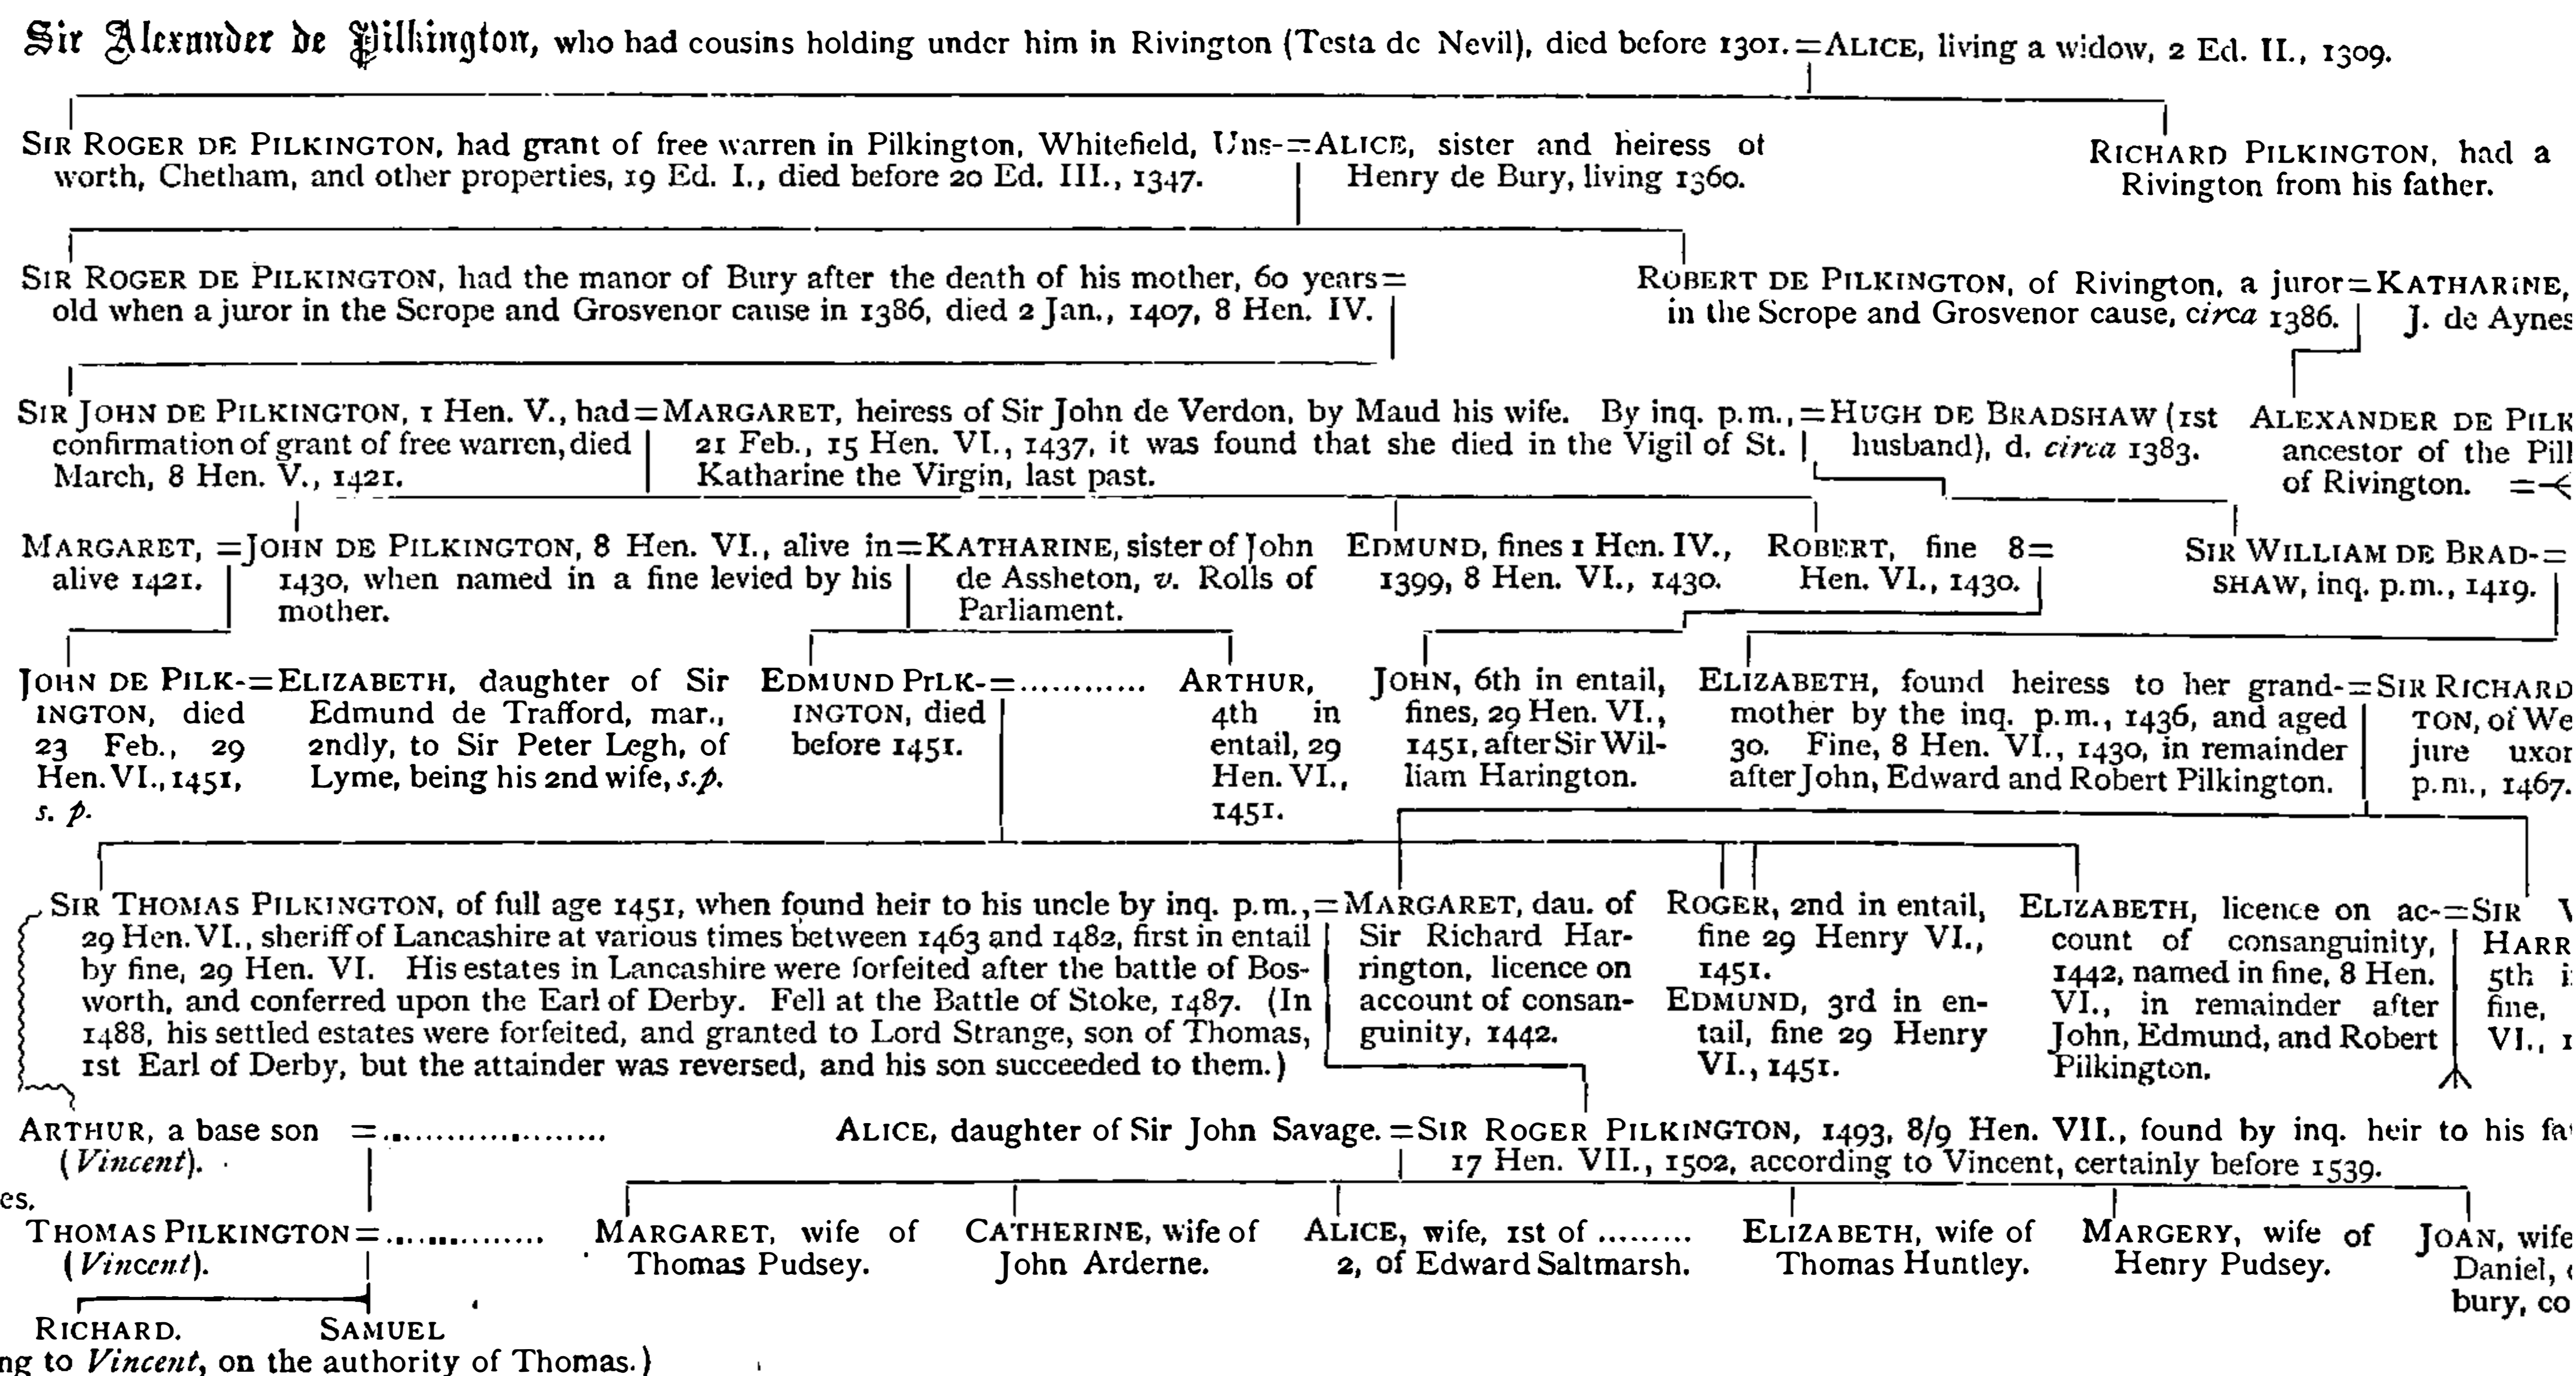 Sir Alexander de Pilkington, who had cousins holding under him in Rivington (Testa de Nevil), died before 1301.=ALICE, living a widow, 2 Ed. II., 1309.
SIR ROGER DE PILKINGTON, had grant of free warren in Pilkington, Whitefield, Uns-=ALICE, sister and heiress of
worth, Chetham, and other properties, 19 Ed. I., died before 20 Ed. III., 1347.
Henry de Bury, living 1360.
RICHARD PILKINGTON, had a
Rivington from his father.
SIR ROGER DE PILKINGTON, had the manor of Bury after the death of his mother, 60 years=
old when a juror in the Scrope and Grosvenor cause in 1386, died 2 Jan., 1407, 8 Hen. IV.
ROBERT DE PILKINGTON, of Rivington, a juror=KATHARINE,
in the Scrope and Grosvenor cause, circa 1386.
J. de Aynes
SIR JOHN DE PILKINGTON, 1 Hen. V., had=
confirmation of grant of free warren, died
March, 8 Hen. V., 1421.
MARGARET, heiress of Sir John de Verdon, by Maud his wife. By inq. p.m.,=
21 Feb., 15 Hen. VI., 1437, it was found that she died in the Vigil of St.
Katharine the Virgin, last past.
HUGH DE BRADSHAW (1st
husband), d. circa 1383.
ALEXANDER DE PILK
ancestor of the Pill
of Rivington. =
MARGARET,=
alive 1421.
JOHN DE PILKINGTON, 8 Hen. VI., alive in=
1430, when named in a fine levied by his
mother.
KATHARINE, sister of John
de Assheton, v. Rolls of
Parliament.
EDMUND, fines 1 Hen. IV.,
1399, 8 Hen. VI., 1430.
ROBERT, fine 8=
Hen. VI., 1430.
SIR WILLIAM DE BRAD-=
SHAW, inq. p.m., 1419.
JOHN DE PILK-=
INGTON, died
23 Feb., 29
Hen. VI., 1451,
s. p.
ELIZABETH, daughter of Sir
Edmund de Trafford, mar.,
2ndly, to Sir Peter Legh, of
Lyme, being his 2nd wife, s.p.
EDMUND PILK-=............
INGTON, died
before 1451.
ARTHUR,
4th in
entail, 29
Hen. VI.,
1451.
JOHN, 6th in entail,
fines, 29 Hen. VI.,
1451, after Sir Wil-
liam Harington.
ELIZABETH, found heiress to her grand-=
mother by the inq. p.m., 1436, and aged
30. Fine, 8 Hen. VI., 1430, in remainder
after John, Edward and Robert Pilkington.
SIR RICHARD
TON, of We
jure uxor
p.m., 1467.
SIR THOMAS PILKINGTON, of full age 1451, when found heir to his uncle by inq. p.m.,=
29 Hen. VI., sheriff of Lancashire at various times between 1463 and 1482, first in entail
by fine, 29 Hen. VI. His estates in Lancashire were forfeited after the battle of Bos-
worth, and conferred upon the Earl of Derby. Fell at the Battle of Stoke, 1487. (In
1488, his settled estates were forfeited, and granted to Lord Strange, son of Thomas,
1st Earl of Derby, but the attainder was reversed, and his son succeeded to them.)
MARGARET, dau. of
Sir Richard Har-
rington, licence on
account of consan-
guinity, 1442.
ROGER, 2nd in entail,
fine 29 Henry VI.,
1451.
EDMUND, 3rd in en-
tail, fine 29 Henry
VI., 1451.
ELIZABETH, licence on ac-=
count of consanguinity,
1442, named in fine, 8 Hen.
VI., in remainder after
John, Edmund, and Robert
Pilkington.
SIR
HARR
5th i
fine,
VI., 1
ARTHUR, a base son =......................
(Vincent).
ALICE, daughter of Sir John Savage.=SIR ROGER PILKINGTON, 1493, 8/9 Hen. VII., found by inq. heir to his fa
17 Hen. VII., 1502, according to Vincent, certainly before 1539.
es.
THOMAS PILKINGTON=................
(Vincent).
MARGARET, wife of
Thomas Pudsey.
CATHERINE, wife of
John Arderne.
ALICE, wife, 1st of .........
2, of Edward Saltmarsh.
ELIZABETH, wife of
Thomas Huntley.
MARGERY, wife of
Henry Pudsey.
JOAN, wife
Daniel,
bury, co
RICHARD. SAMUEL
ng to Vincent, on the authority of Thomas.)